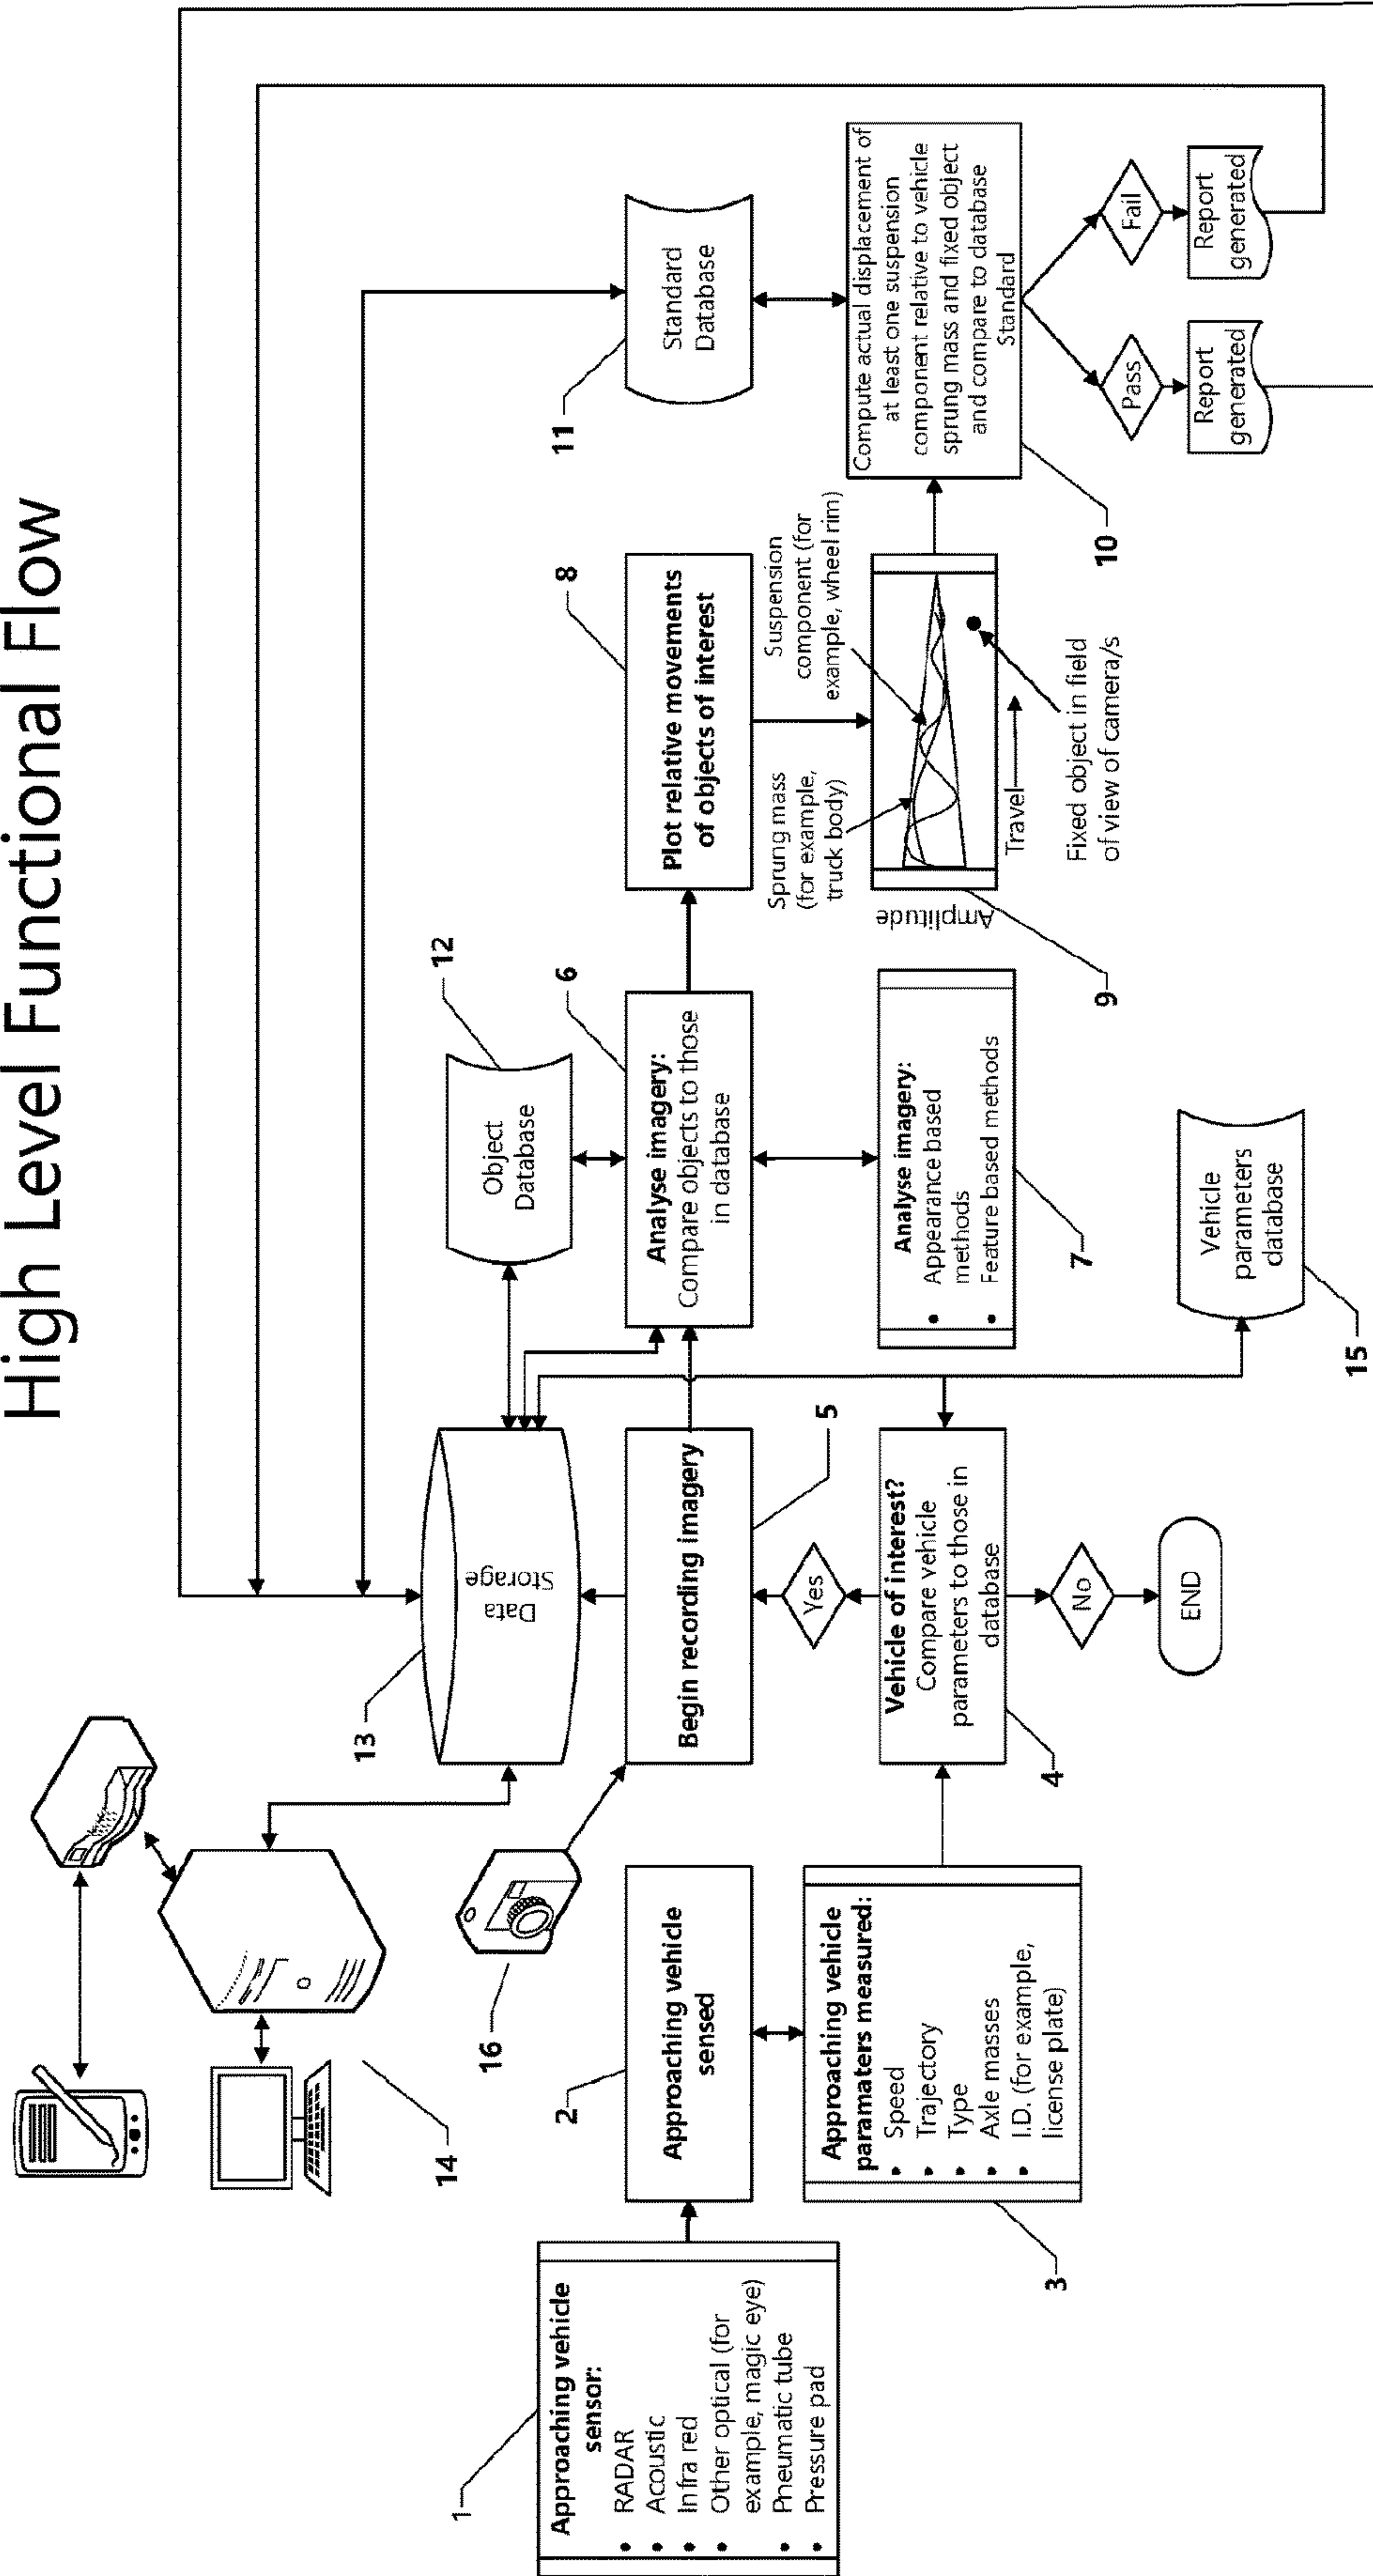 High Level Functional Flow
14
13
16
1
Approaching vehicle
sensor:
• RADAR
• Acoustic
• Infra red
• Other optical (for
example, magic eye)
• Pneumatic tube
• Pressure pad
2
Approaching vehicle
sensed
3
Approaching vehicle
paramaters measured:
• Speed
• Trajectory
• Type
• Axle masses
• I.D. (for example,
license plate)
Data
Storage
Begin recording imagery
5
Yes
Vehicle of interest?
Compare vehicle
parameters to those in
database
4
No
END
12
Object
Database
6
Analyse imagery:
Compare objects to those
in database
7
Analyse imagery:
• Appearance based
methods
• Feature based methods
Vehicle
parameters
database
15
8
Plot relative movements
of objects of interest
Sprung mass
(for example,
truck body)
Suspension
component (for
example, wheel rim)
Amplitude
Travel
9
Fixed object in field
of view of camera/s
11
Standard
Database
Compute actual displacement of
at least one suspension
component relative to vehicle
sprung mass and fixed object
and compare to database
Standard
10
Pass
Fail
Report
generated
Report
generated